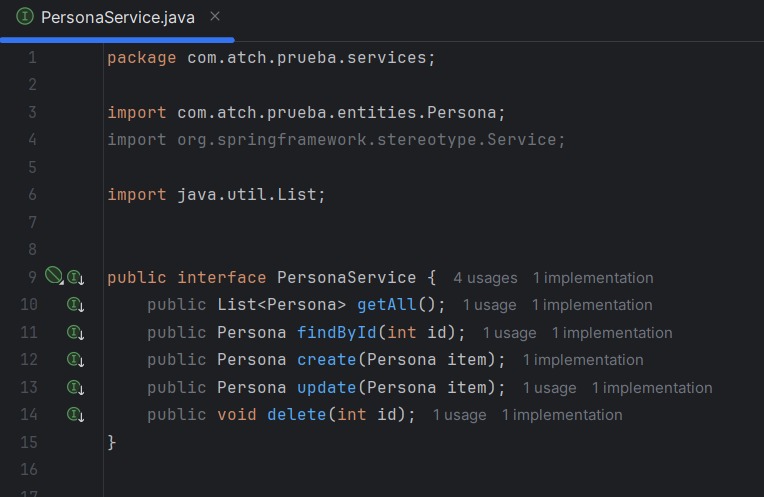 PersonaService.java
1 package com.atch.prueba.services;
2
3 import com.atch.prueba.entities.Persona;
4 import org.springframework.stereotype.Service;
5
6 import java.util.List;
7
8
9 public interface PersonaService { 4 usages 1 implementation
10 public List<Persona> getAll(); 1 usage 1 implementation
11 public Persona findById(int id); 1 usage 1 implementation
12 public Persona create(Persona item); 1 implementation
13 public Persona update(Persona item); 1 usage 1 implementation
14 public void delete(int id); 1 usage 1 implementation
15 }
16
17